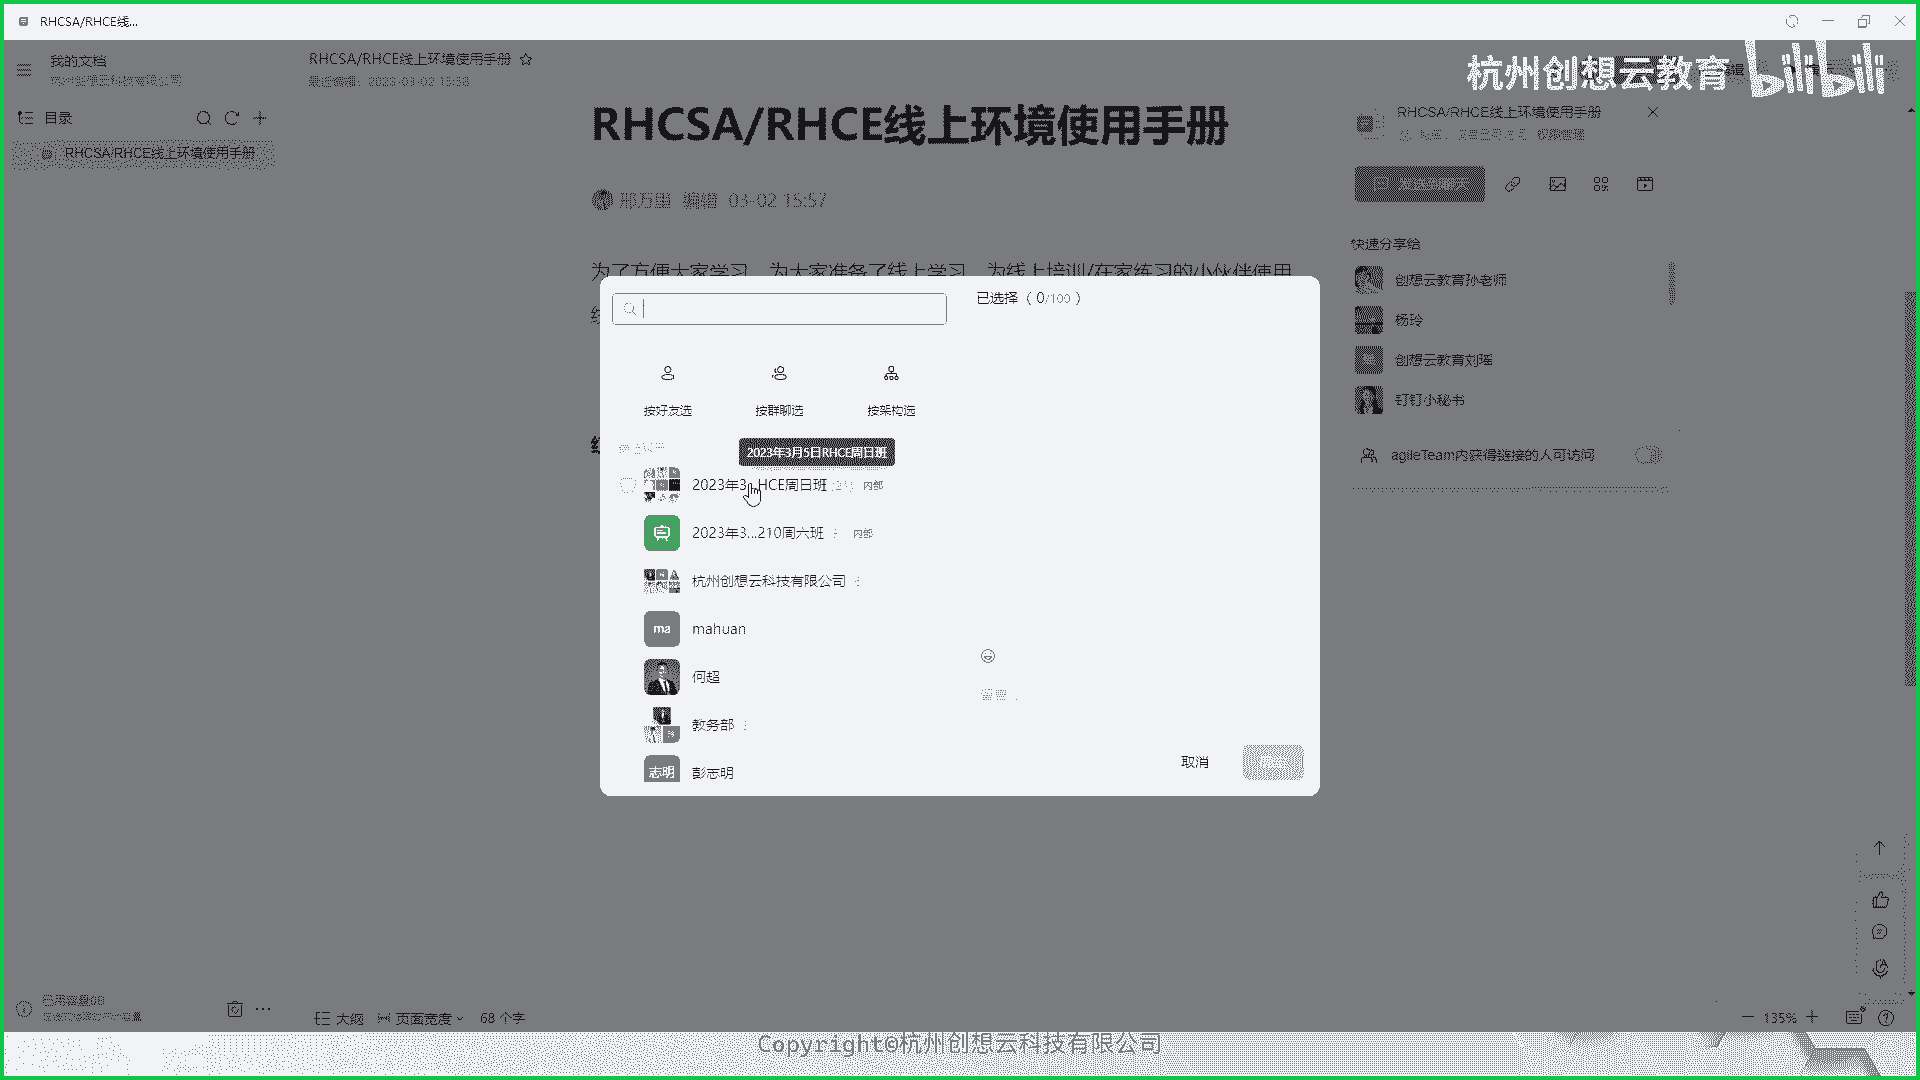 RHCSA/RHCE线...
我的文档
杭州创想云科技有限公司
RHCSA/RHCE线上环境使用手册
最近编辑：2023-03-02 15:58
杭州创想云教育
bilibili
目录
RHCSA/RHCE线上环境使用手册
RHCSA/RHCE线上环境使用手册
邢万里 编辑 03-02 15:57
为了方便大家学习，为大家准备了线上学习，为线上培训/在家练习的小伙伴使用
RHCSA/RHCE线上环境使用手册
权限管理
发送到聊天
快速分享给
创想云教育孙老师
杨玲
创想云教育刘瑶
钉钉小秘书
agileTeam内获得链接的人可访问
已选择（ 0/100 ）
按好友选
按群聊选
按架构选
2023年3月5日RHCE周日班
2023年3...HCE周日班 内部
2023年3...210周六班 内部
杭州创想云科技有限公司
ma
mahuan
何超
教务部
志明
彭志明
取消
已用容量0B
大纲
页面宽度
68 个字
135%
Copyright©杭州创想云科技有限公司